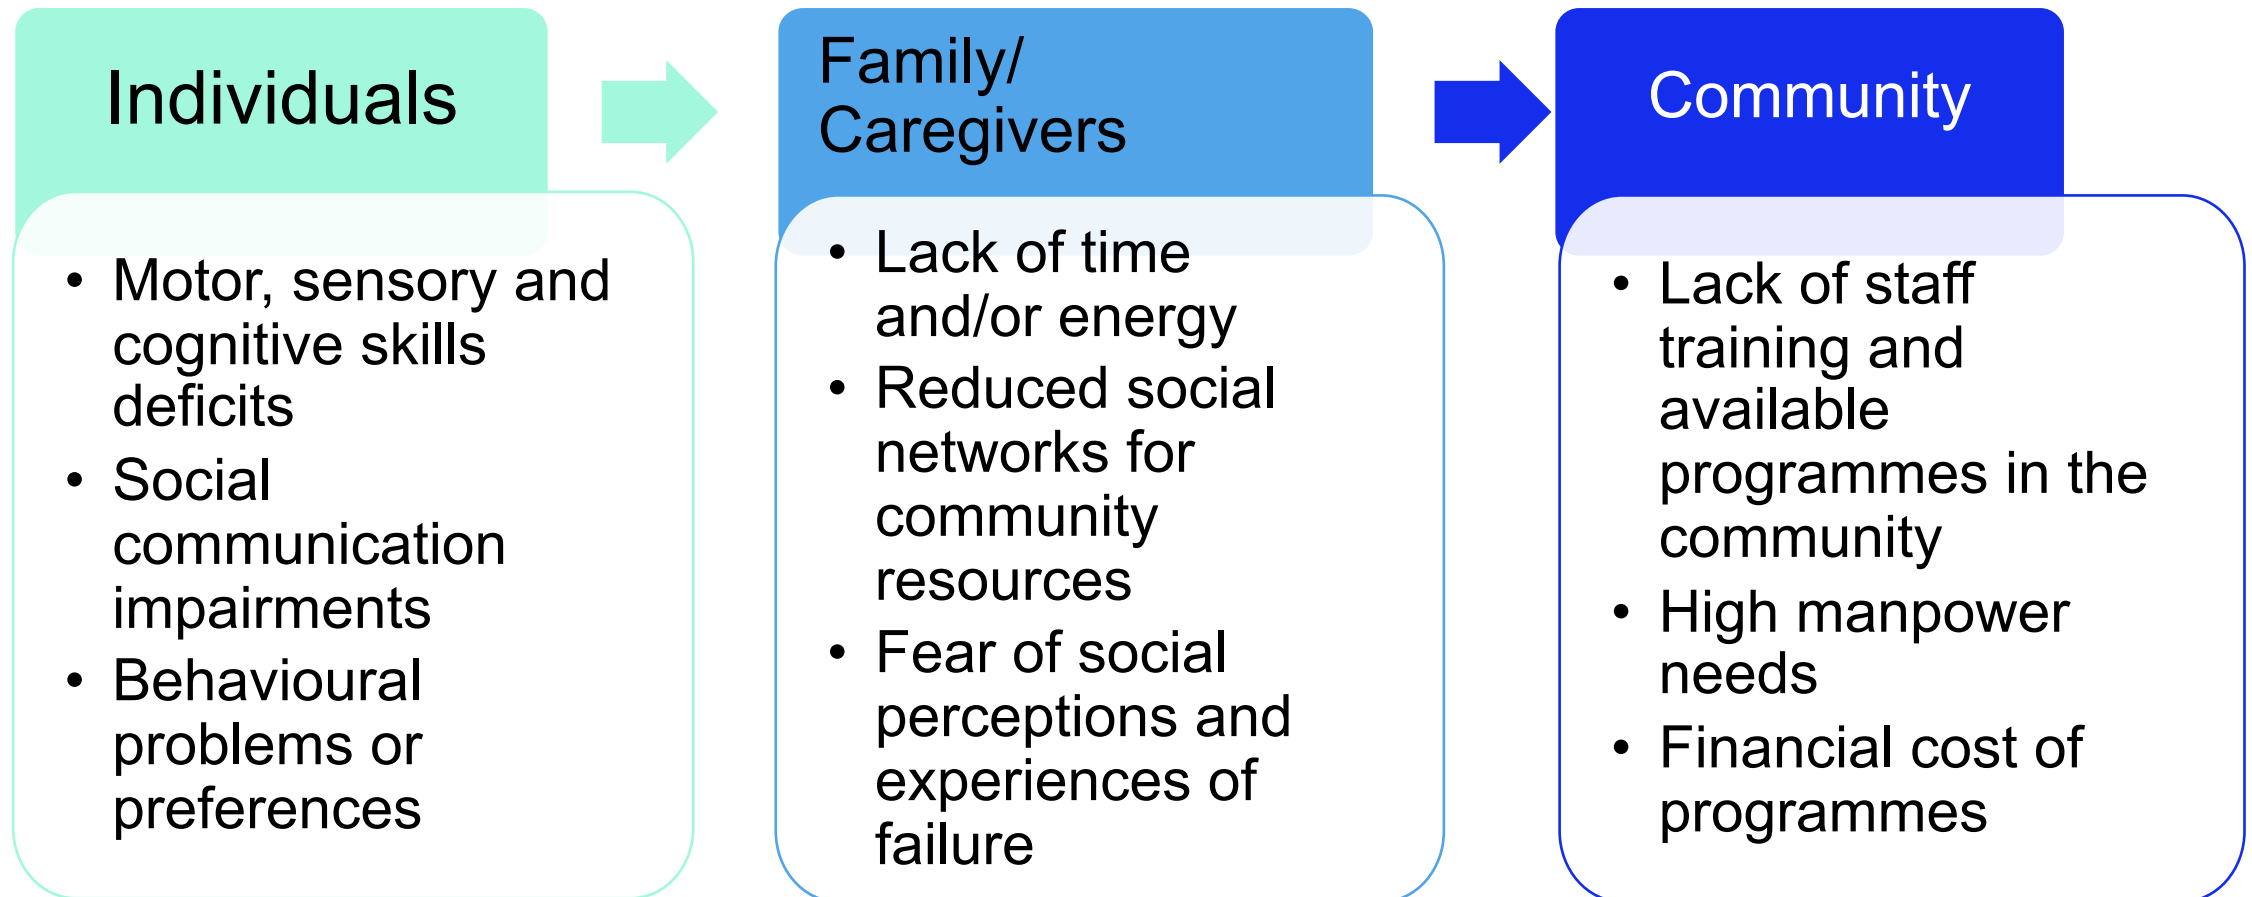 Individuals
• Motor, sensory and
cognitive skills
deficits
• Social
communication
impairments
• Behavioural
problems or
preferences
Family/
Caregivers
• Lack of time
and/or energy
• Reduced social
networks for
community
resources
• Fear of social
perceptions and
experiences of
failure
Community
• Lack of staff
training and
available
programmes in the
community
• High manpower
needs
• Financial cost of
programmes